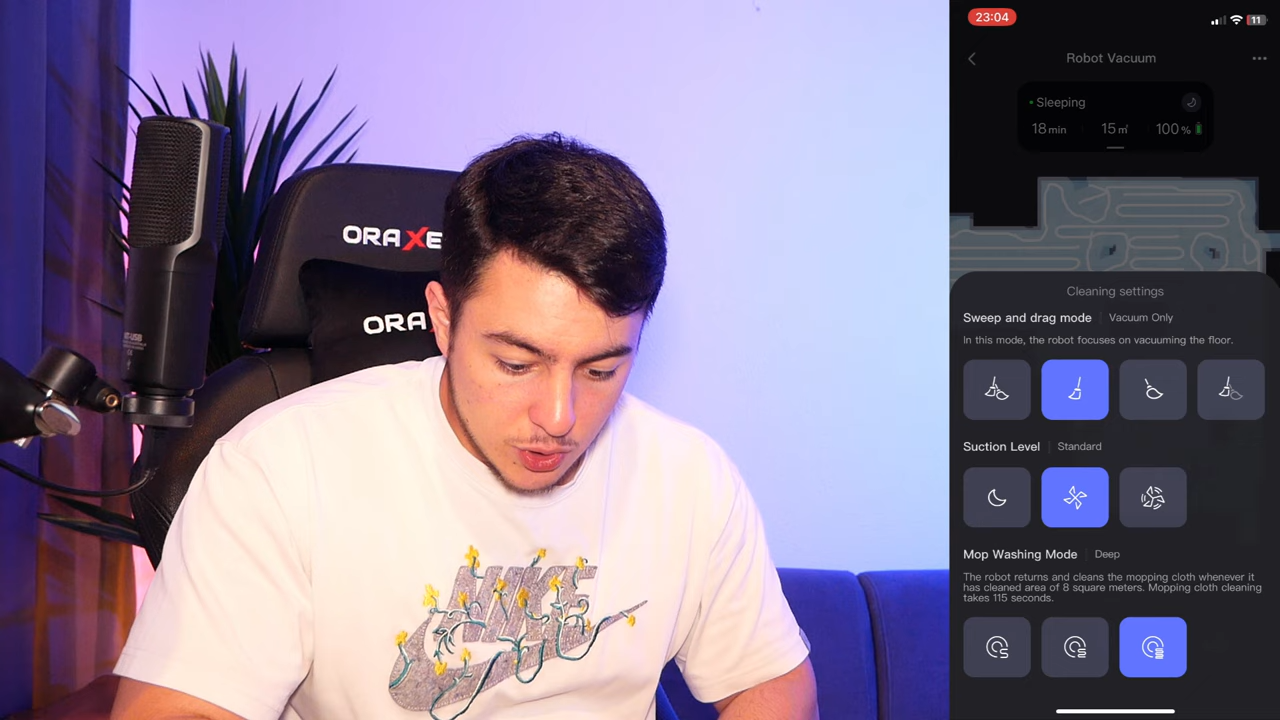 ORAXE
ORA
NIKE
23:04
11
Robot Vacuum
Sleeping
18 min
15 m²
100 %
Cleaning settings
Sweep and drag mode | Vacuum Only
In this mode, the robot focuses on vacuuming the floor.
Suction Level | Standard
Mop Washing Mode | Deep
The robot returns and cleans the mopping cloth whenever it
has cleaned area of 8 square meters. Mopping cloth cleaning
takes 115 seconds.